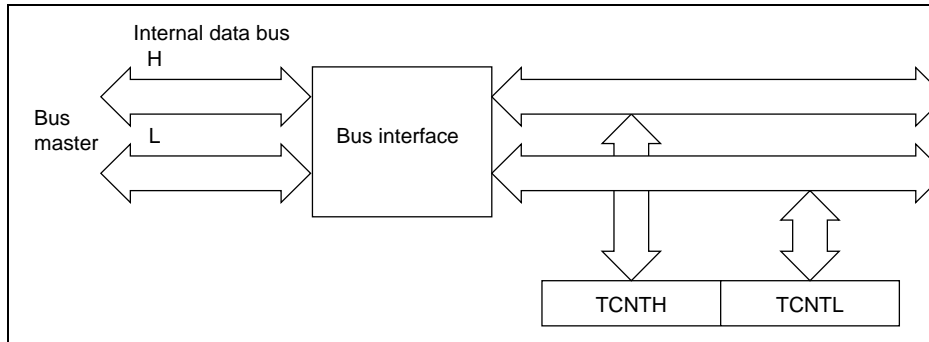 Internal data bus
H
Bus
master
L
Bus interface
TCNTH
TCNTL